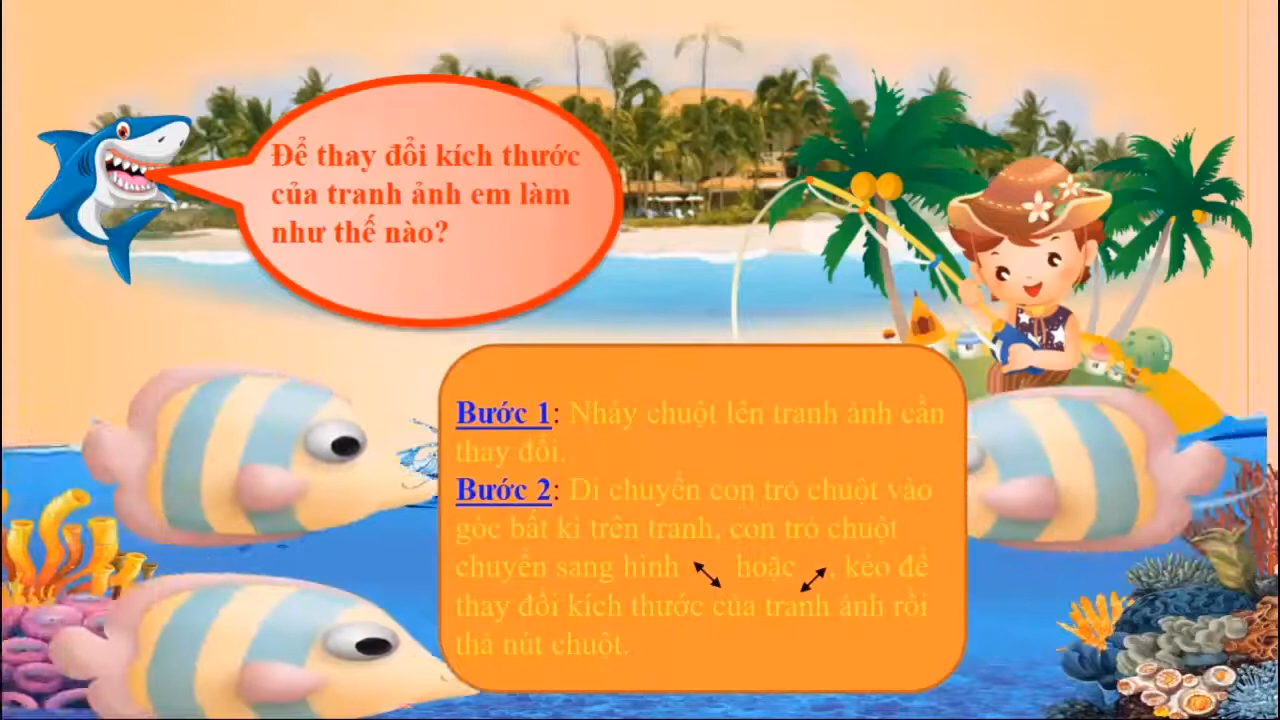 Để thay đổi kích thước
của tranh ảnh em làm
như thế nào?
Bước 1: Nháy chuột lên tranh ảnh cần
thay đổi.
Bước 2: Di chuyển con trỏ chuột vào
góc bất kì trên tranh, con trỏ chuột
chuyển sang hình hoặc , kéo để
thay đổi kích thước của tranh ảnh rồi
thả nút chuột.